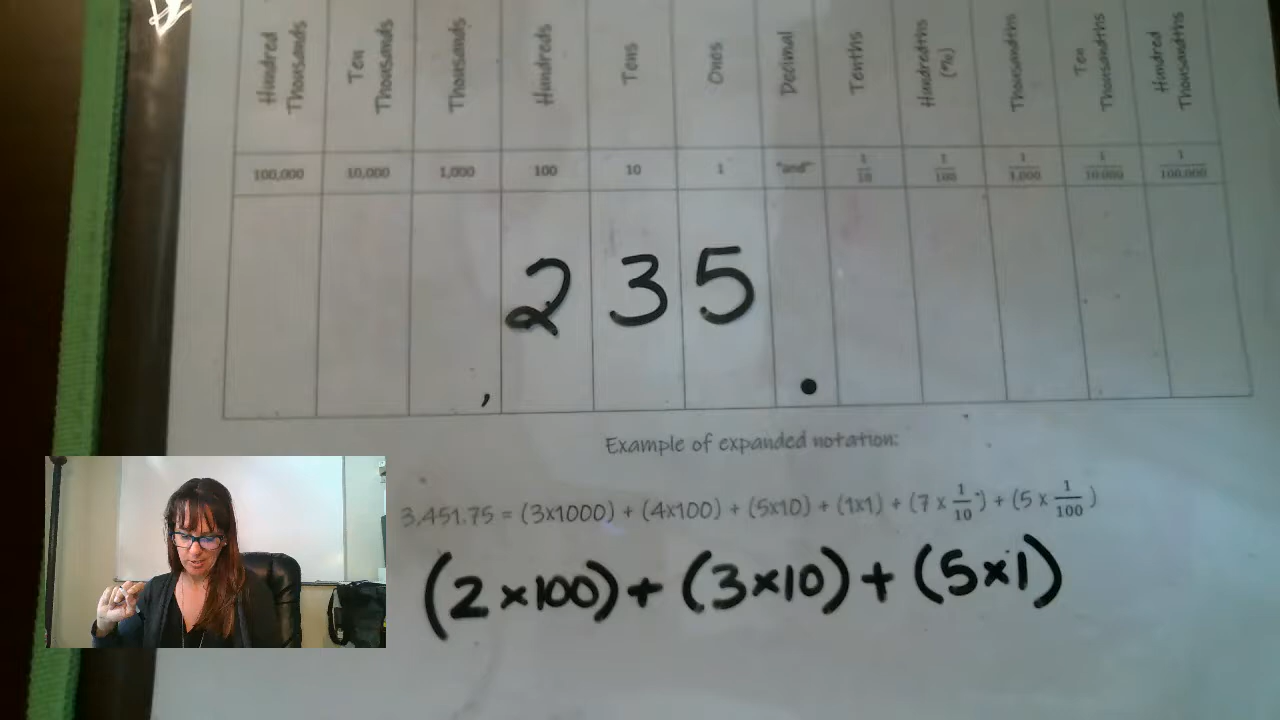 Hundred Thousands Ten Thousands Thousands Hundreds Tens Ones Decimal Tenths Hundredths (%) Thousandths Ten Thousandths Hundred Thousandths
100,000 10,000 1,000 100 10 1 "and" 1/10 1/100 1/1,000 1/10,000 1/100,000
, 2 3 5 .
Example of expanded notation:
3,451.75 = (3x1000) + (4x100) + (5x10) + (1x1) + (7 x 1/10) + (5 x 1/100)
(2 x 100) + (3 x 10) + (5 x 1)